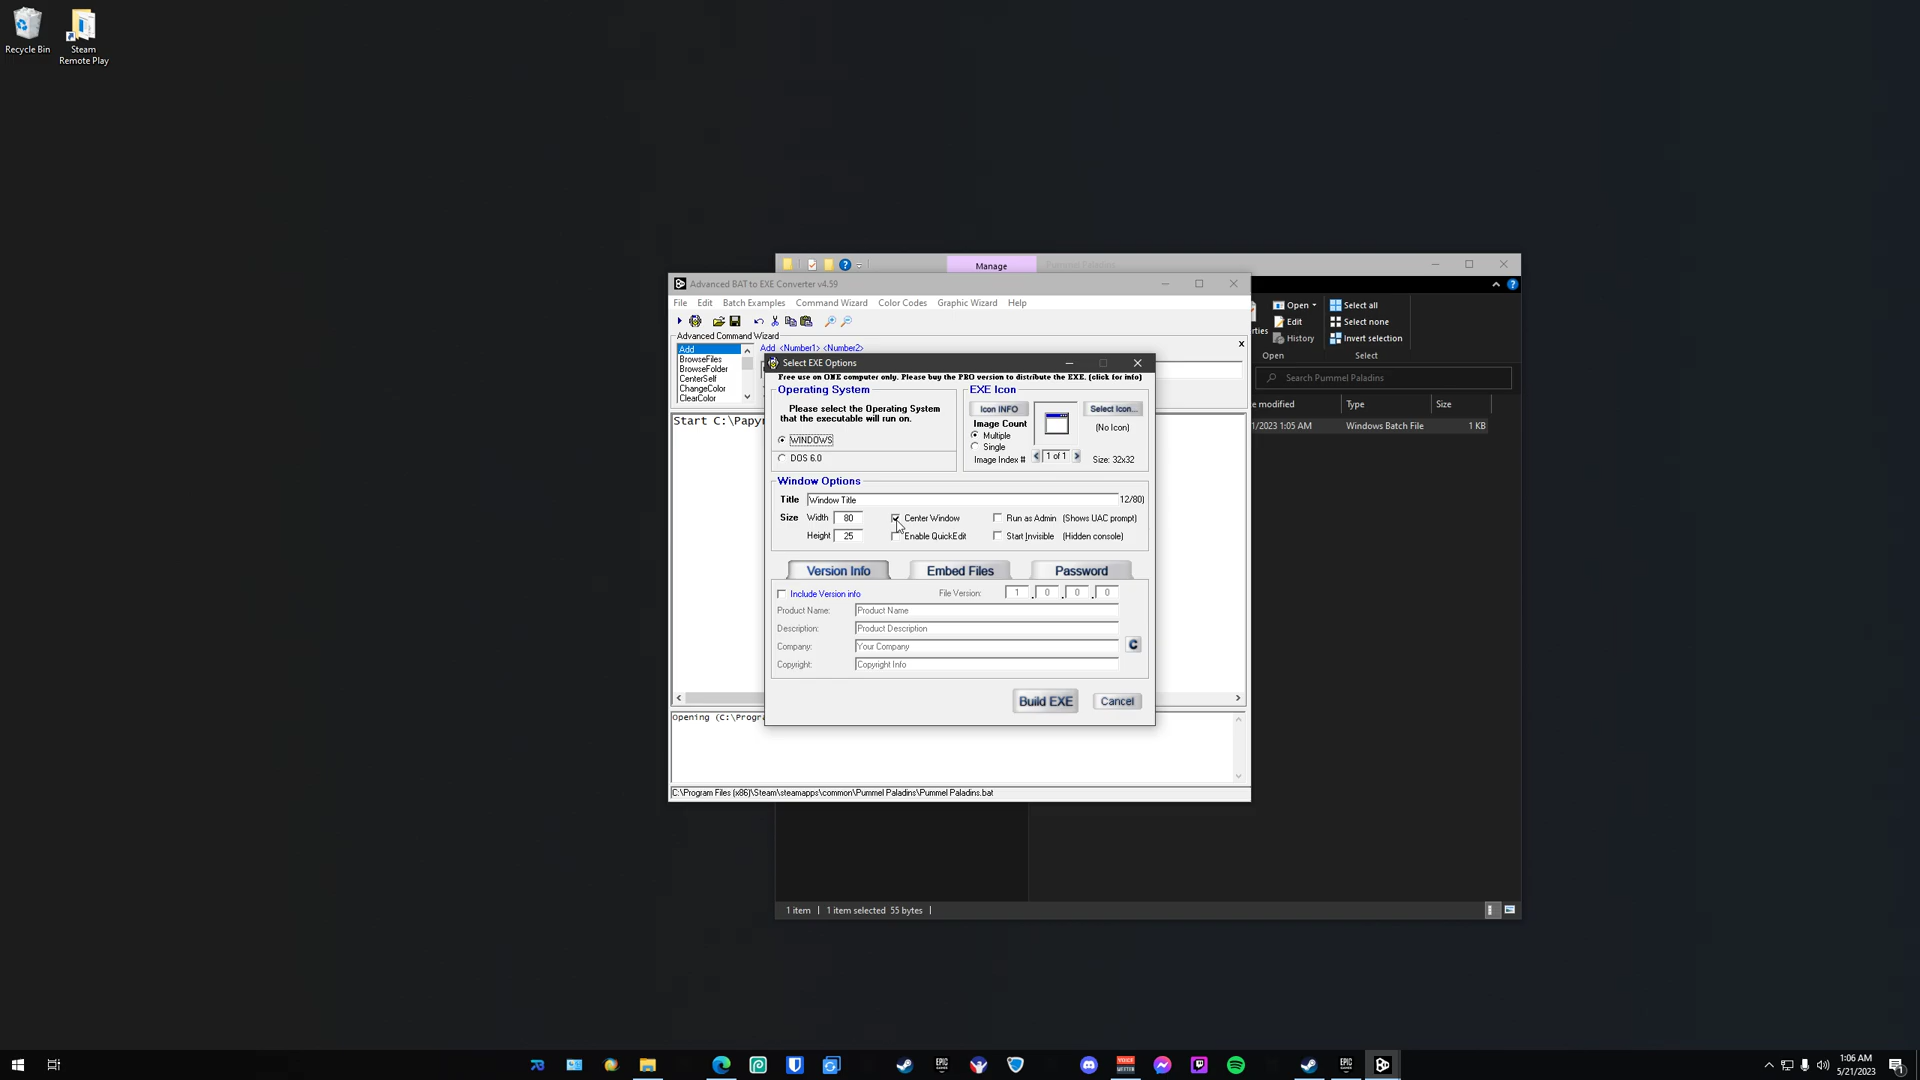 Recycle Bin
Steam
Remote Play
Manage
Advanced BAT to EXE Converter v4.59
File Edit Batch Examples Command Wizard Color Codes Graphic Wizard Help
Open Select all
Edit Select none
History Invert selection
Open Select
Advanced Command Wizard
Add <Number1> <Number2>
Add
BrowseFiles
BrowseFolder
CenterSelf
ChangeColor
ClearColor
Search Pummel Paladins
Type Size
1/2023 1:05 AM Windows Batch File 1 KB
Start C:\Papyr
Select EXE Options
Free use on ONE computer only. Please buy the PRO version to distribute the EXE. (click for info)
Operating System
Please select the Operating System
that the executable will run on.
WINDOWS
DOS 6.0
EXE Icon
Icon INFO Select Icon...
Image Count (No Icon)
Multiple
Single
Image Index # 1 of 1 Size: 32x32
Window Options
Title Window Title 12/80)
Size Width 80 Center Window Run as Admin (Shows UAC prompt)
Height 25 Enable QuickEdit Start Invisible (Hidden console)
Version Info Embed Files Password
Include Version info File Version: 1 . 0 . 0 . 0
Product Name: Product Name
Description: Product Description
Company: Your Company C
Copyright: Copyright Info
Build EXE Cancel
Opening (C:\Progra
C:\Program Files (x86)\Steam\steamapps\common\Pummel Paladins\Pummel Paladins.bat
1 item 1 item selected 55 bytes
1:06 AM
5/21/2023